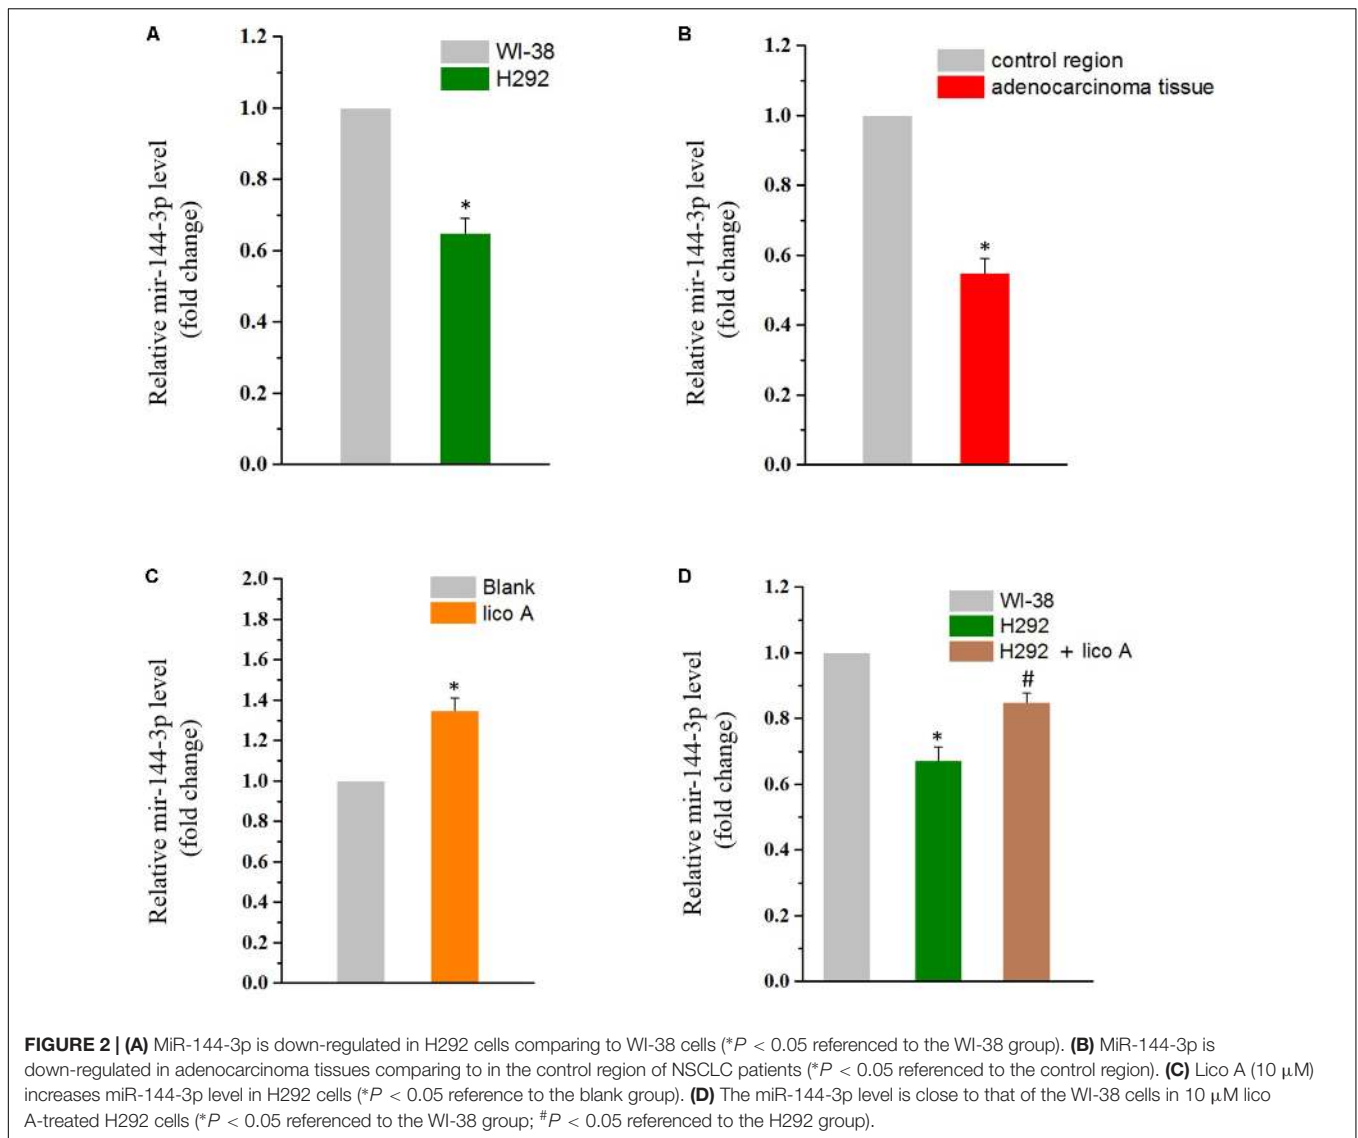 A
1.2
1.0
0.8
0.6
0.4
0.2
0.0
Relative mir-144-3p level
(fold change)
WI-38
H292
*
B
1.2
1.0
0.8
0.6
0.4
0.2
0.0
Relative mir-144-3p level
(fold change)
control region
adenocarcinoma tissue
*
C
2.0
1.8
1.6
1.4
1.2
1.0
0.8
0.6
0.4
0.2
0.0
Relative mir-144-3p level
(fold change)
Blank
lico A
*
D
1.2
1.0
0.8
0.6
0.4
0.2
0.0
Relative mir-144-3p level
(fold change)
WI-38
H292
H292 + lico A
*
#
FIGURE 2 | (A) MiR-144-3p is down-regulated in H292 cells comparing to WI-38 cells (*P < 0.05 referenced to the WI-38 group). (B) MiR-144-3p is
down-regulated in adenocarcinoma tissues comparing to in the control region of NSCLC patients (*P < 0.05 referenced to the control region). (C) Lico A (10 μM)
increases miR-144-3p level in H292 cells (*P < 0.05 reference to the blank group). (D) The miR-144-3p level is close to that of the WI-38 cells in 10 μM lico
A-treated H292 cells (*P < 0.05 referenced to the WI-38 group; #P < 0.05 referenced to the H292 group).